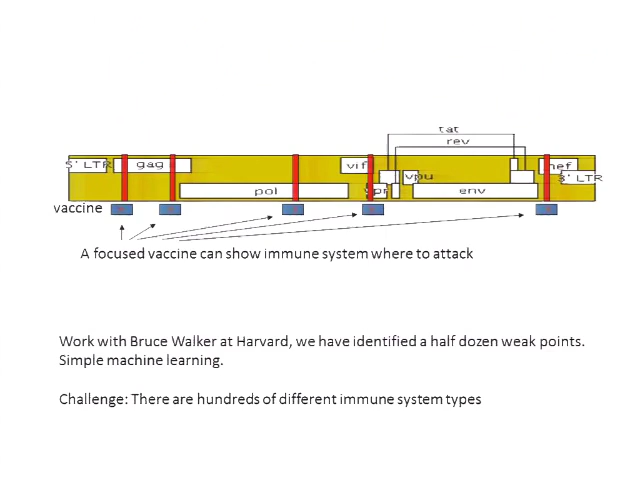 tat
rev
5' LTR
gag
vif
nef
vpu
3' LTR
pol
env
vaccine
A focused vaccine can show immune system where to attack
Work with Bruce Walker at Harvard, we have identified a half dozen weak points.
Simple machine learning.
Challenge: There are hundreds of different immune system types